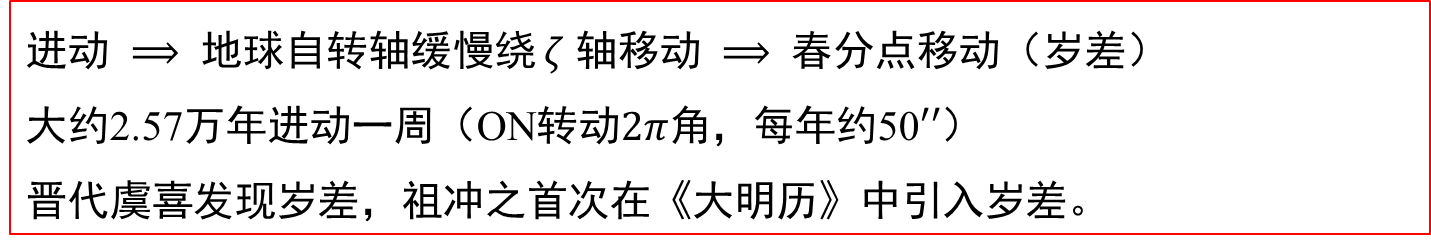 进动 ⟹ 地球自转轴缓慢绕ζ 轴移动 ⟹ 春分点移动（岁差）
大约2.57万年进动一周（ON转动2π角，每年约50″）
晋代虞喜发现岁差，祖冲之首次在《大明历》中引入岁差。